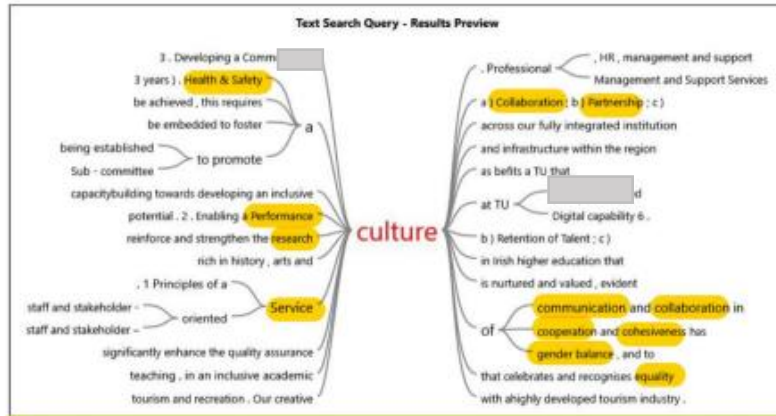 Text Search Query - Results Preview
3 . Developing a Comm
3 years ) . Health & Safety
be achieved , this requires
be embedded to foster
a
being established
Sub - committee
to promote
capacitybuilding towards developing an inclusive
potential . 2 . Enabling a Performance
reinforce and strengthen the research
rich in history , arts and
. 1 Principles of a
staff and stakeholder -
staff and stakeholder –
oriented
Service
significantly enhance the quality assurance
teaching , in an inclusive academic
tourism and recreation . Our creative
culture
. Professional
, HR , management and support
Management and Support Services
a ) Collaboration ; b ) Partnership ; c )
across our fully integrated institution
and infrastructure within the region
as befits a TU that
at TU
Digital capability 6 .
b ) Retention of Talent ; c )
in Irish higher education that
is nurtured and valued , evident
of
communication and collaboration in
cooperation and cohesiveness has
gender balance , and to
that celebrates and recognises equality
with ahighly developed tourism industry .